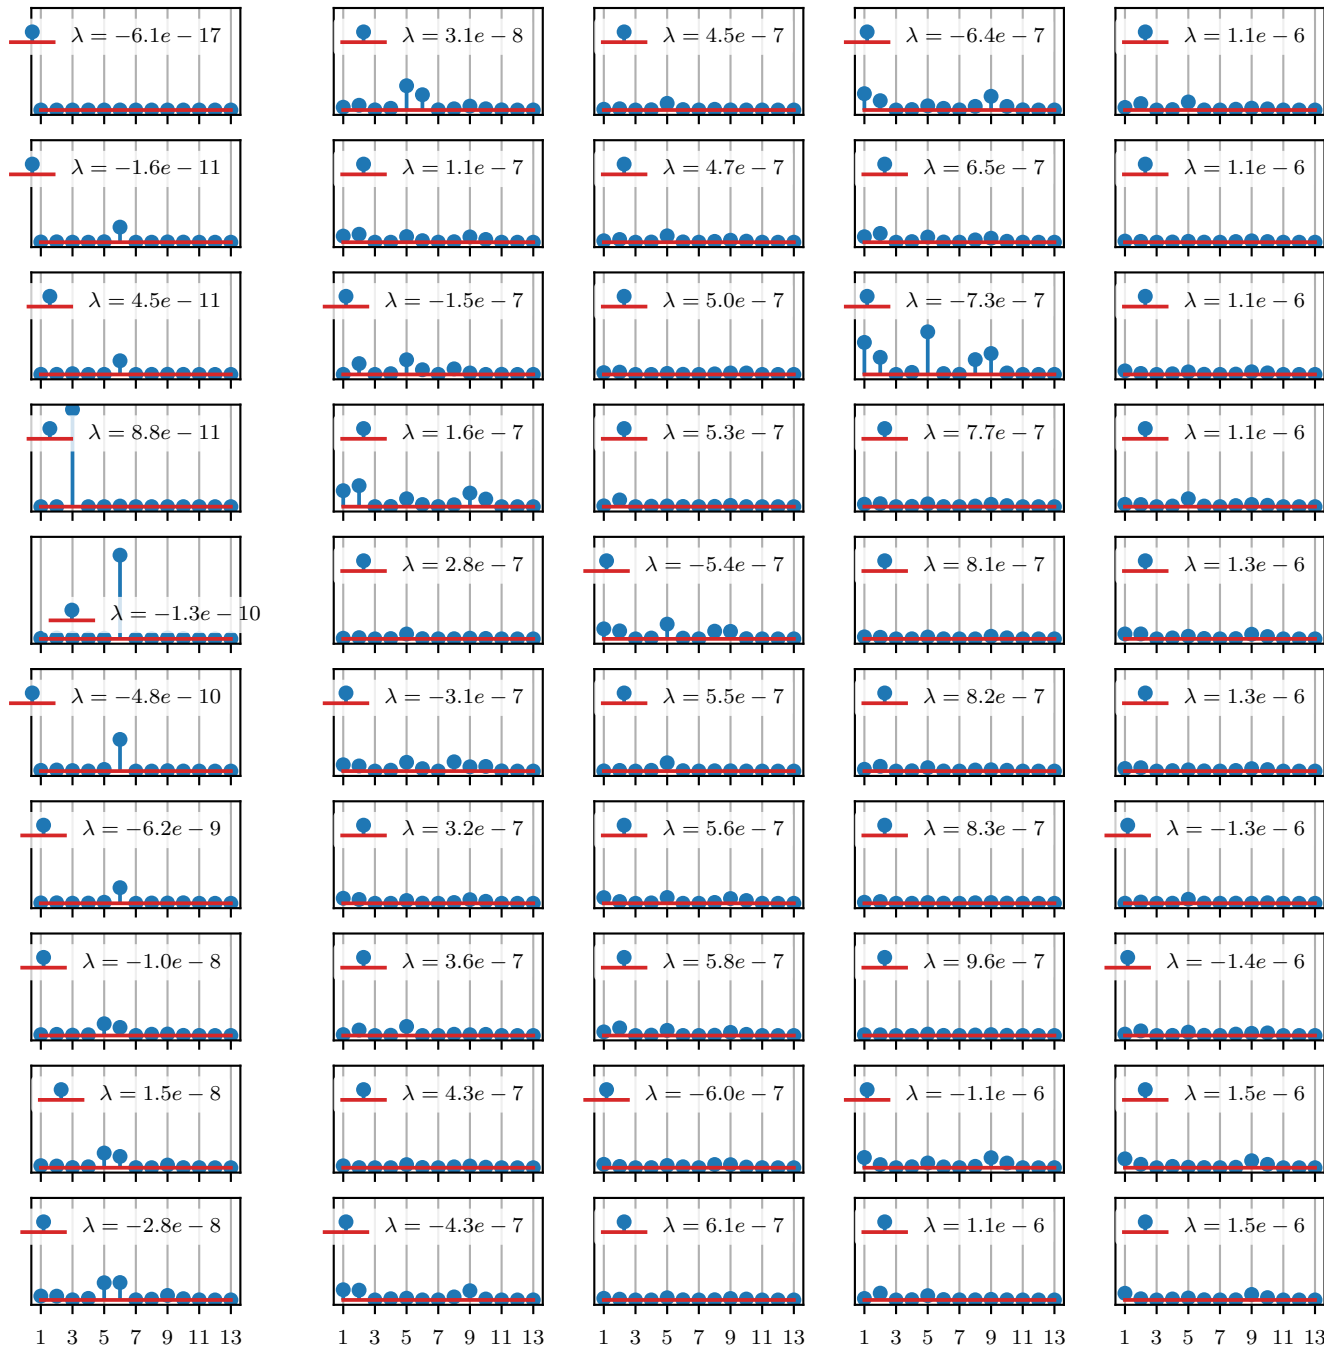 λ = −6.1e − 17 λ = 3.1e − 8 λ = 4.5e − 7 λ = −6.4e − 7 λ = 1.1e − 6
λ = −1.6e − 11 λ = 1.1e − 7 λ = 4.7e − 7 λ = 6.5e − 7 λ = 1.1e − 6
λ = 4.5e − 11 λ = −1.5e − 7 λ = 5.0e − 7 λ = −7.3e − 7 λ = 1.1e − 6
λ = 8.8e − 11 λ = 1.6e − 7 λ = 5.3e − 7 λ = 7.7e − 7 λ = 1.1e − 6
λ = −1.3e − 10 λ = 2.8e − 7 λ = −5.4e − 7 λ = 8.1e − 7 λ = 1.3e − 6
λ = −4.8e − 10 λ = −3.1e − 7 λ = 5.5e − 7 λ = 8.2e − 7 λ = 1.3e − 6
λ = −6.2e − 9 λ = 3.2e − 7 λ = 5.6e − 7 λ = 8.3e − 7 λ = −1.3e − 6
λ = −1.0e − 8 λ = 3.6e − 7 λ = 5.8e − 7 λ = 9.6e − 7 λ = −1.4e − 6
λ = 1.5e − 8 λ = 4.3e − 7 λ = −6.0e − 7 λ = −1.1e − 6 λ = 1.5e − 6
λ = −2.8e − 8 λ = −4.3e − 7 λ = 6.1e − 7 λ = 1.1e − 6 λ = 1.5e − 6
1 3 5 7 9 11 13 1 3 5 7 9 11 13 1 3 5 7 9 11 13 1 3 5 7 9 11 13 1 3 5 7 9 11 13